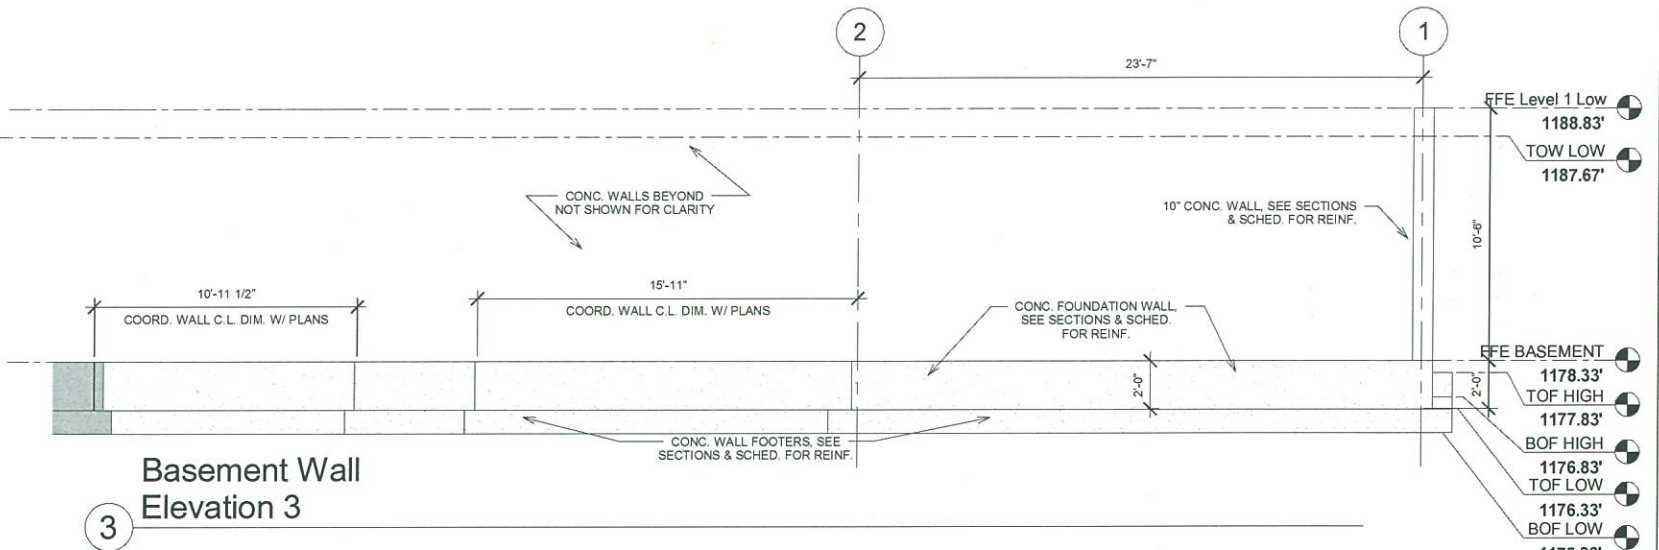 2
1
23'-7"
FFE Level 1 Low
1188.83'
TOW LOW
1187.67'
CONC. WALLS BEYOND
NOT SHOWN FOR CLARITY
10" CONC. WALL, SEE SECTIONS
& SCHED. FOR REINF.
10'-6"
10'-11 1/2"
COORD. WALL C.L. DIM. W/ PLANS
15'-11"
COORD. WALL C.L. DIM. W/ PLANS
CONC. FOUNDATION WALL,
SEE SECTIONS & SCHED.
FOR REINF.
FFE BASEMENT
1178.33'
2'-0"
2'-0"
TOF HIGH
1177.83'
CONC. WALL FOOTERS, SEE
SECTIONS & SCHED. FOR REINF.
BOF HIGH
1176.83'
TOF LOW
1176.33'
BOF LOW
Basement Wall
Elevation 3
3